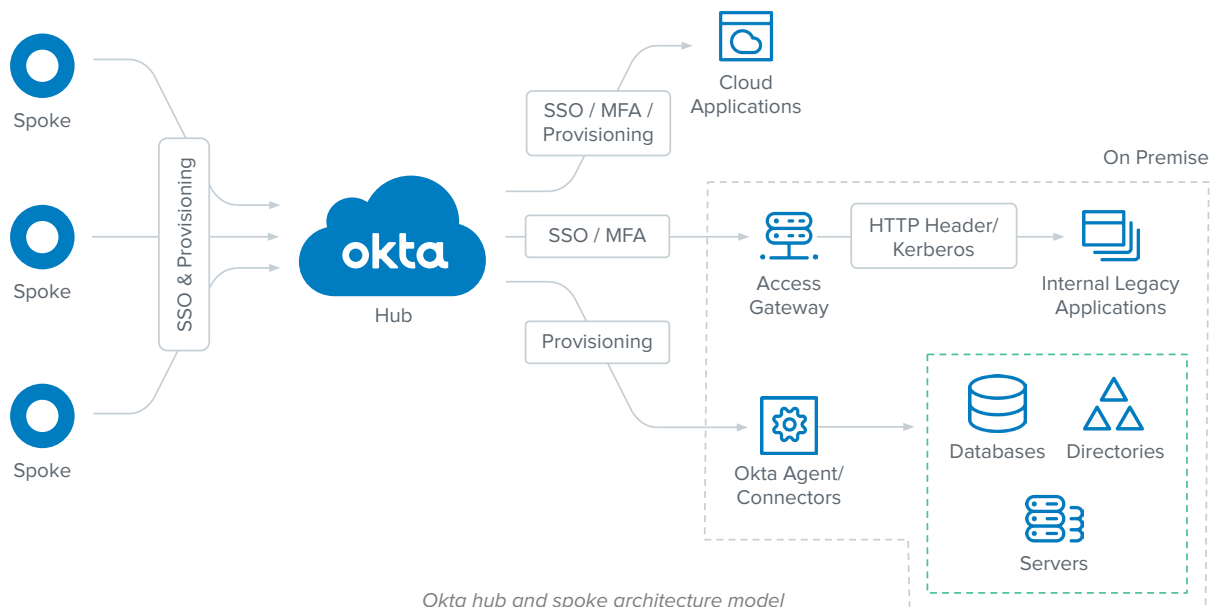 Spoke
Spoke
Spoke
SSO & Provisioning
okta
Hub
SSO / MFA /
Provisioning
Cloud
Applications
SSO / MFA
Provisioning
On Premise
Access
Gateway
HTTP Header/
Kerberos
Internal Legacy
Applications
Okta Agent/
Connectors
Databases
Directories
Servers
Okta hub and spoke architecture model